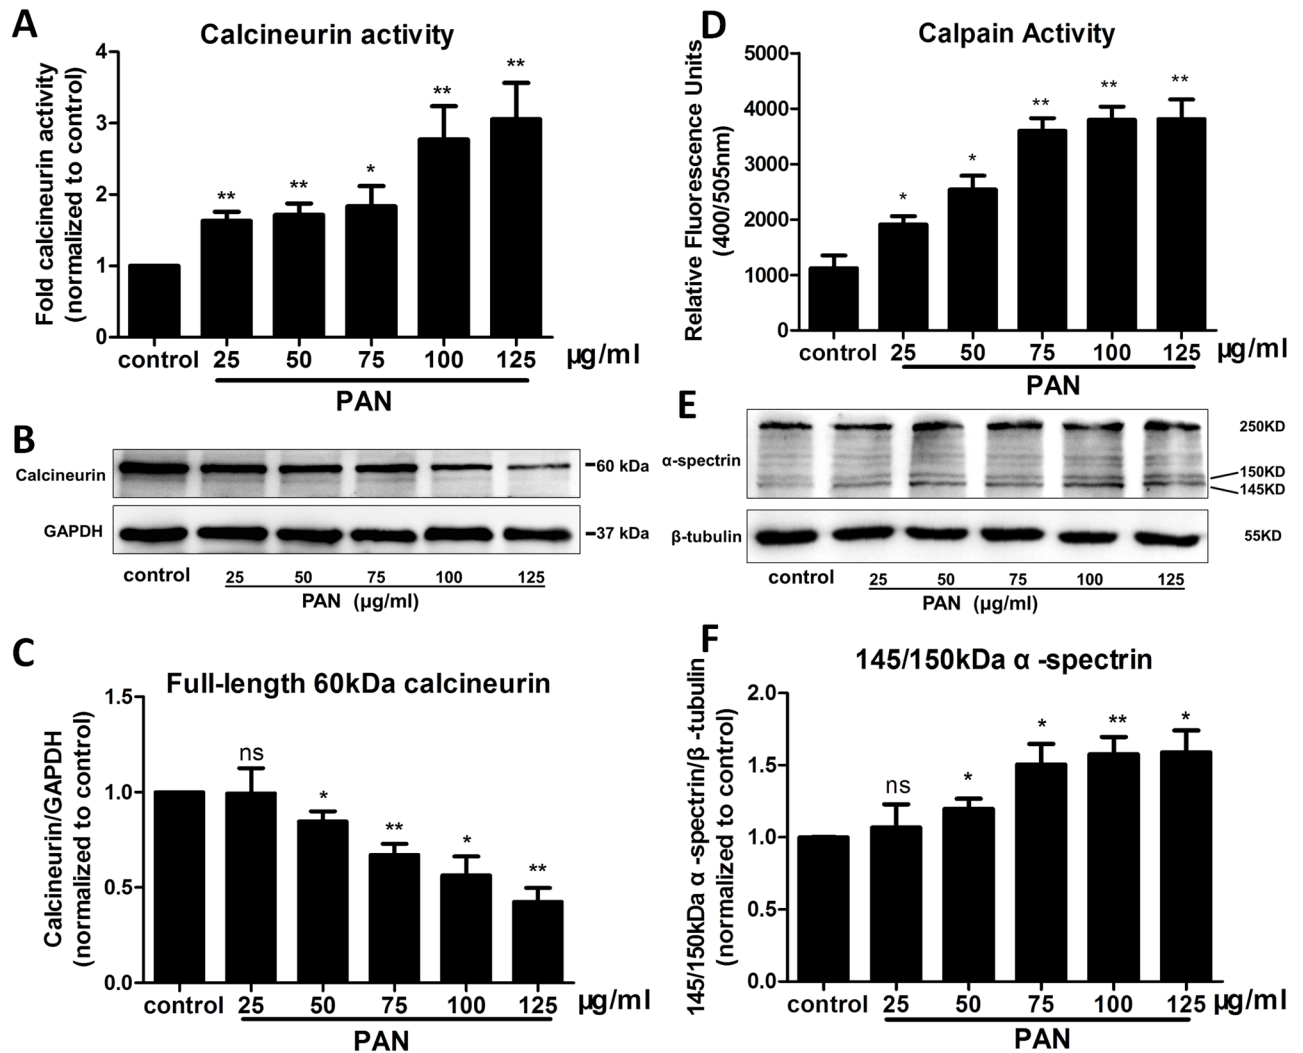 A
Calcineurin activity
Fold calcineurin activity
(normalized to control)
4
3
2
1
0
** ** * ** **
control 25 50 75 100 125 µg/ml
PAN
B
Calcineurin
60 kDa
GAPDH
37 kDa
control 25 50 75 100 125
PAN (µg/ml)
C
Full-length 60kDa calcineurin
Calcineurin/GAPDH
(normalized to control)
1.5
1.0
0.5
0.0
ns * ** * **
control 25 50 75 100 125 µg/ml
PAN
D
Calpain Activity
Relative Fluorescence Units
(400/505nm)
5000
4000
3000
2000
1000
0
* * ** ** **
control 25 50 75 100 125 µg/ml
PAN
E
α-spectrin
250KD
150KD
145KD
β-tubulin
55KD
control 25 50 75 100 125
PAN (µg/ml)
F
145/150kDa α -spectrin
145/150kDa α -spectrin/β -tubulin
(normalized to control)
2.0
1.5
1.0
0.5
0.0
ns * * ** *
control 25 50 75 100 125 µg/ml
PAN